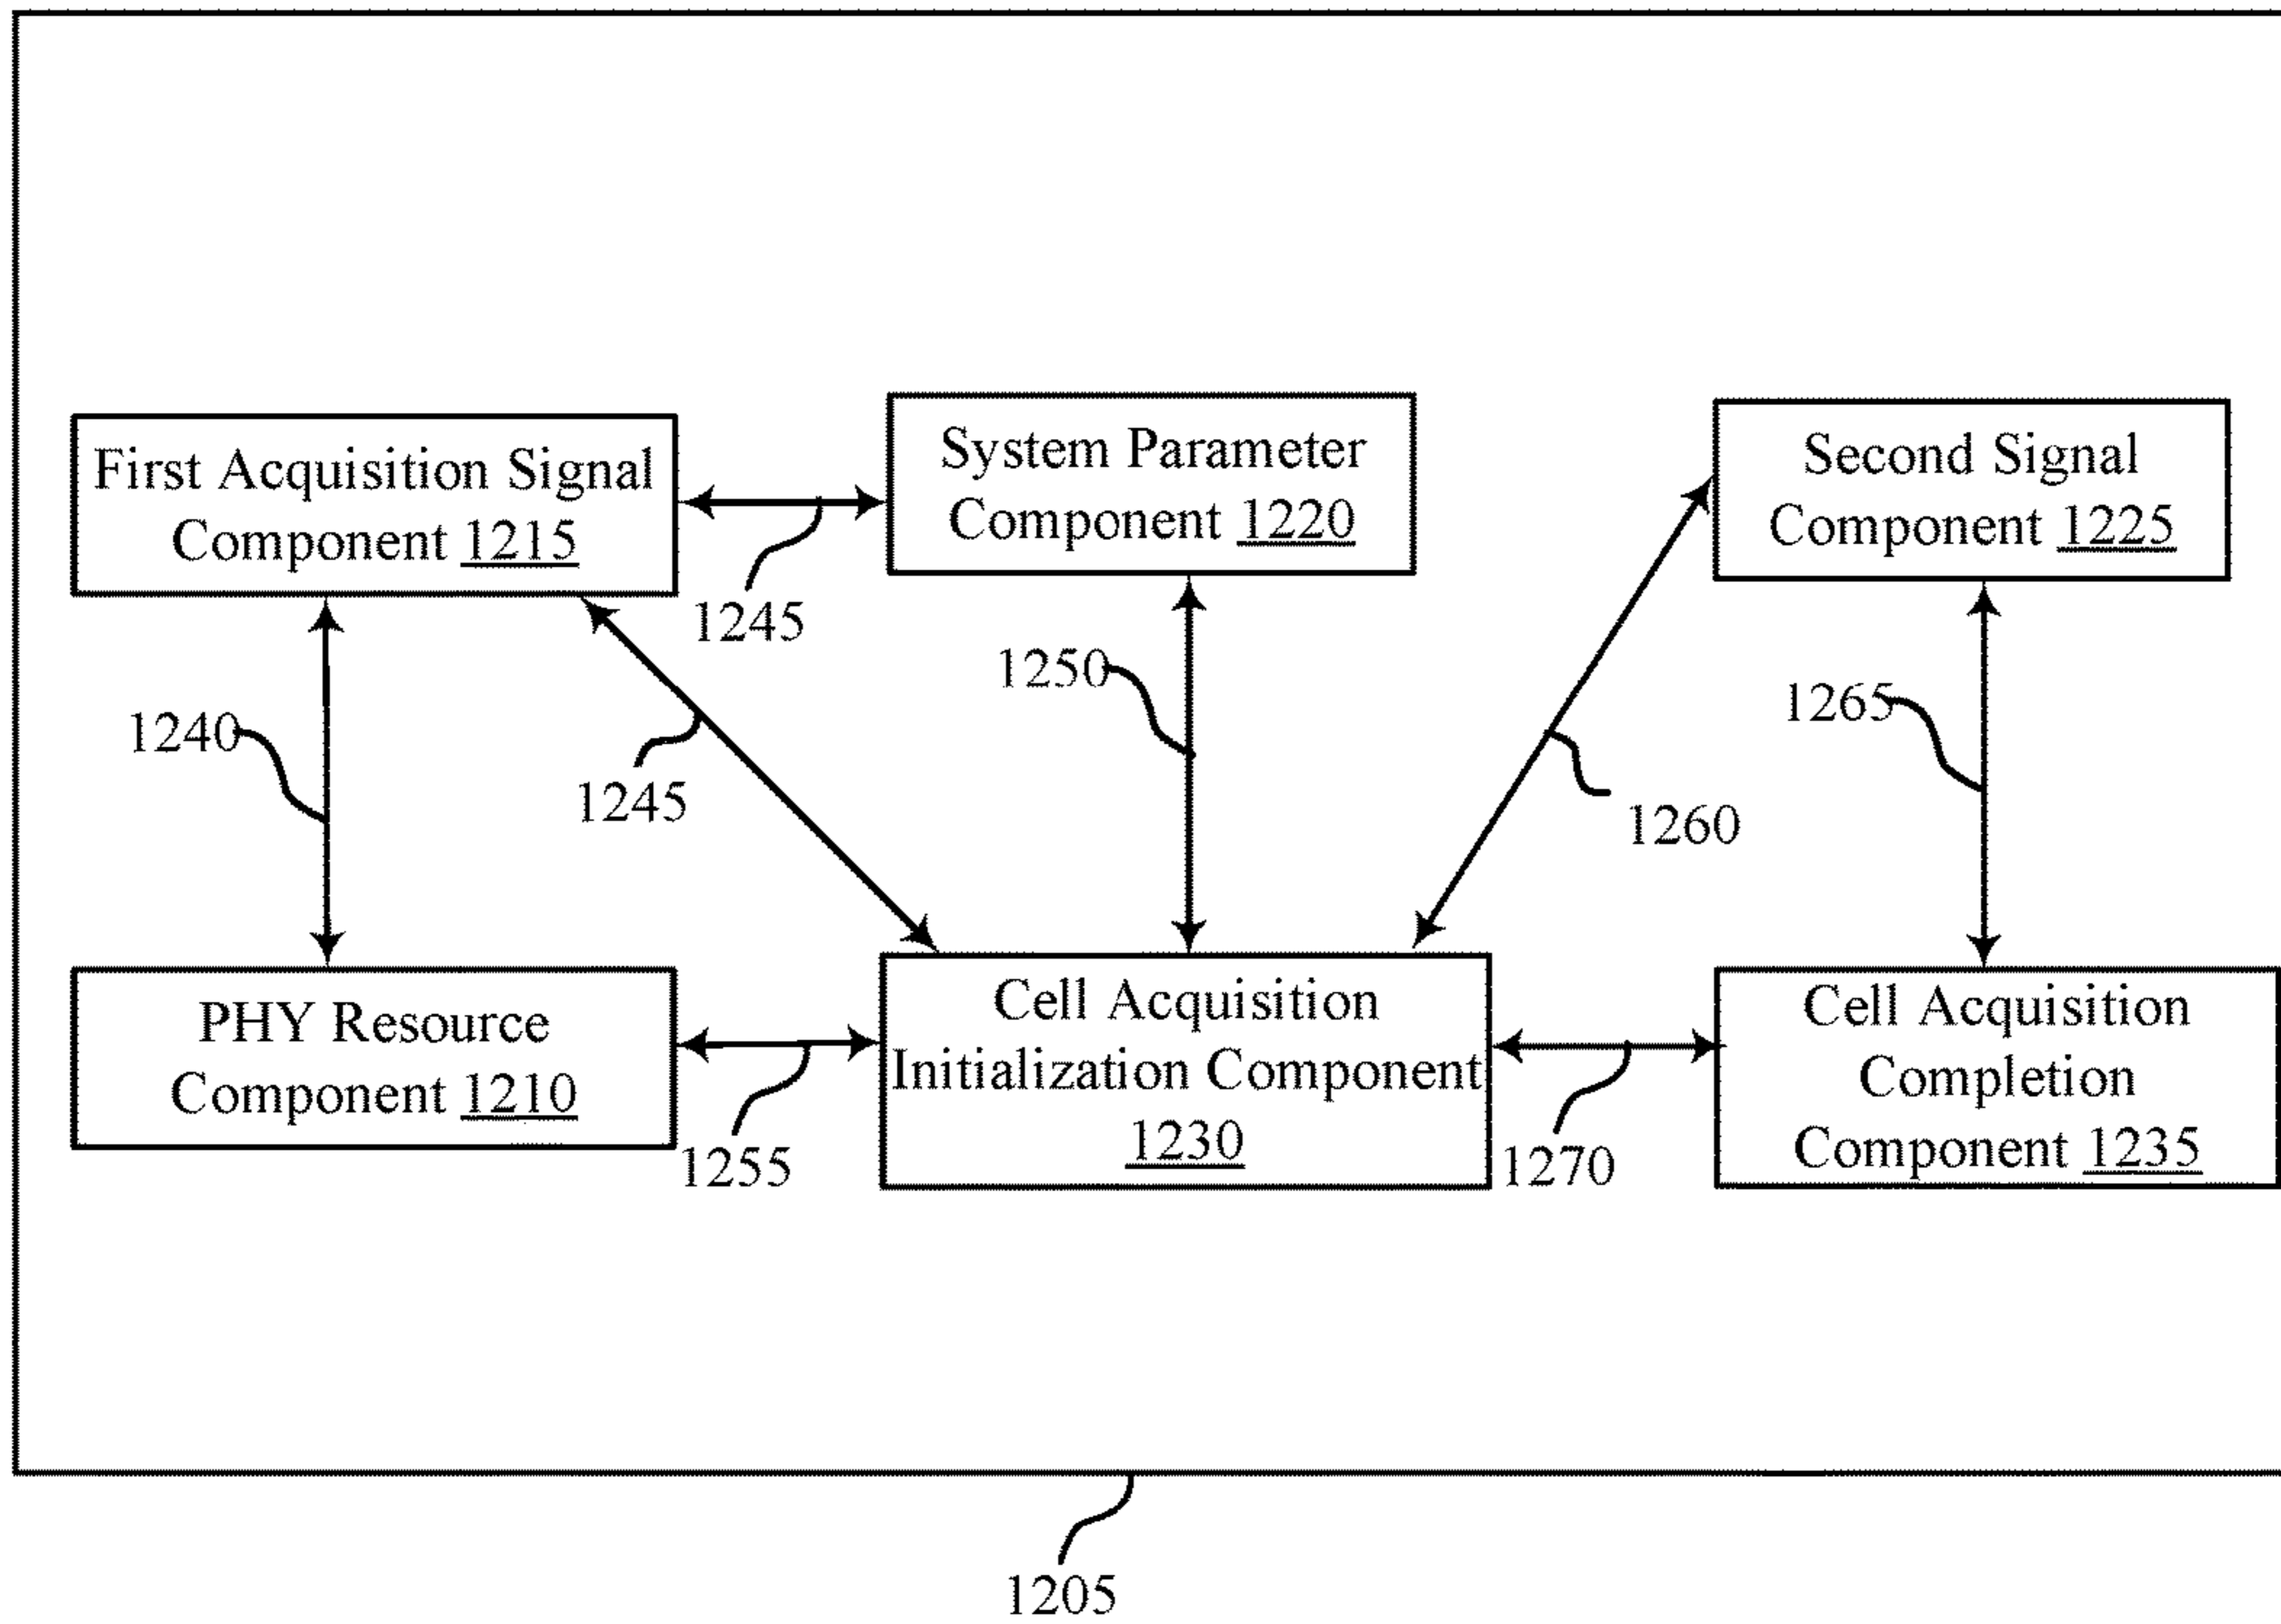 First Acquisition Signal
Component 1215
System Parameter
Component 1220
Second Signal
Component 1225
1245
1250
1265
1240
1245
1260
PHY Resource
Component 1210
Cell Acquisition
Initialization Component
1230
Cell Acquisition
Completion
Component 1235
1255
1270
1205